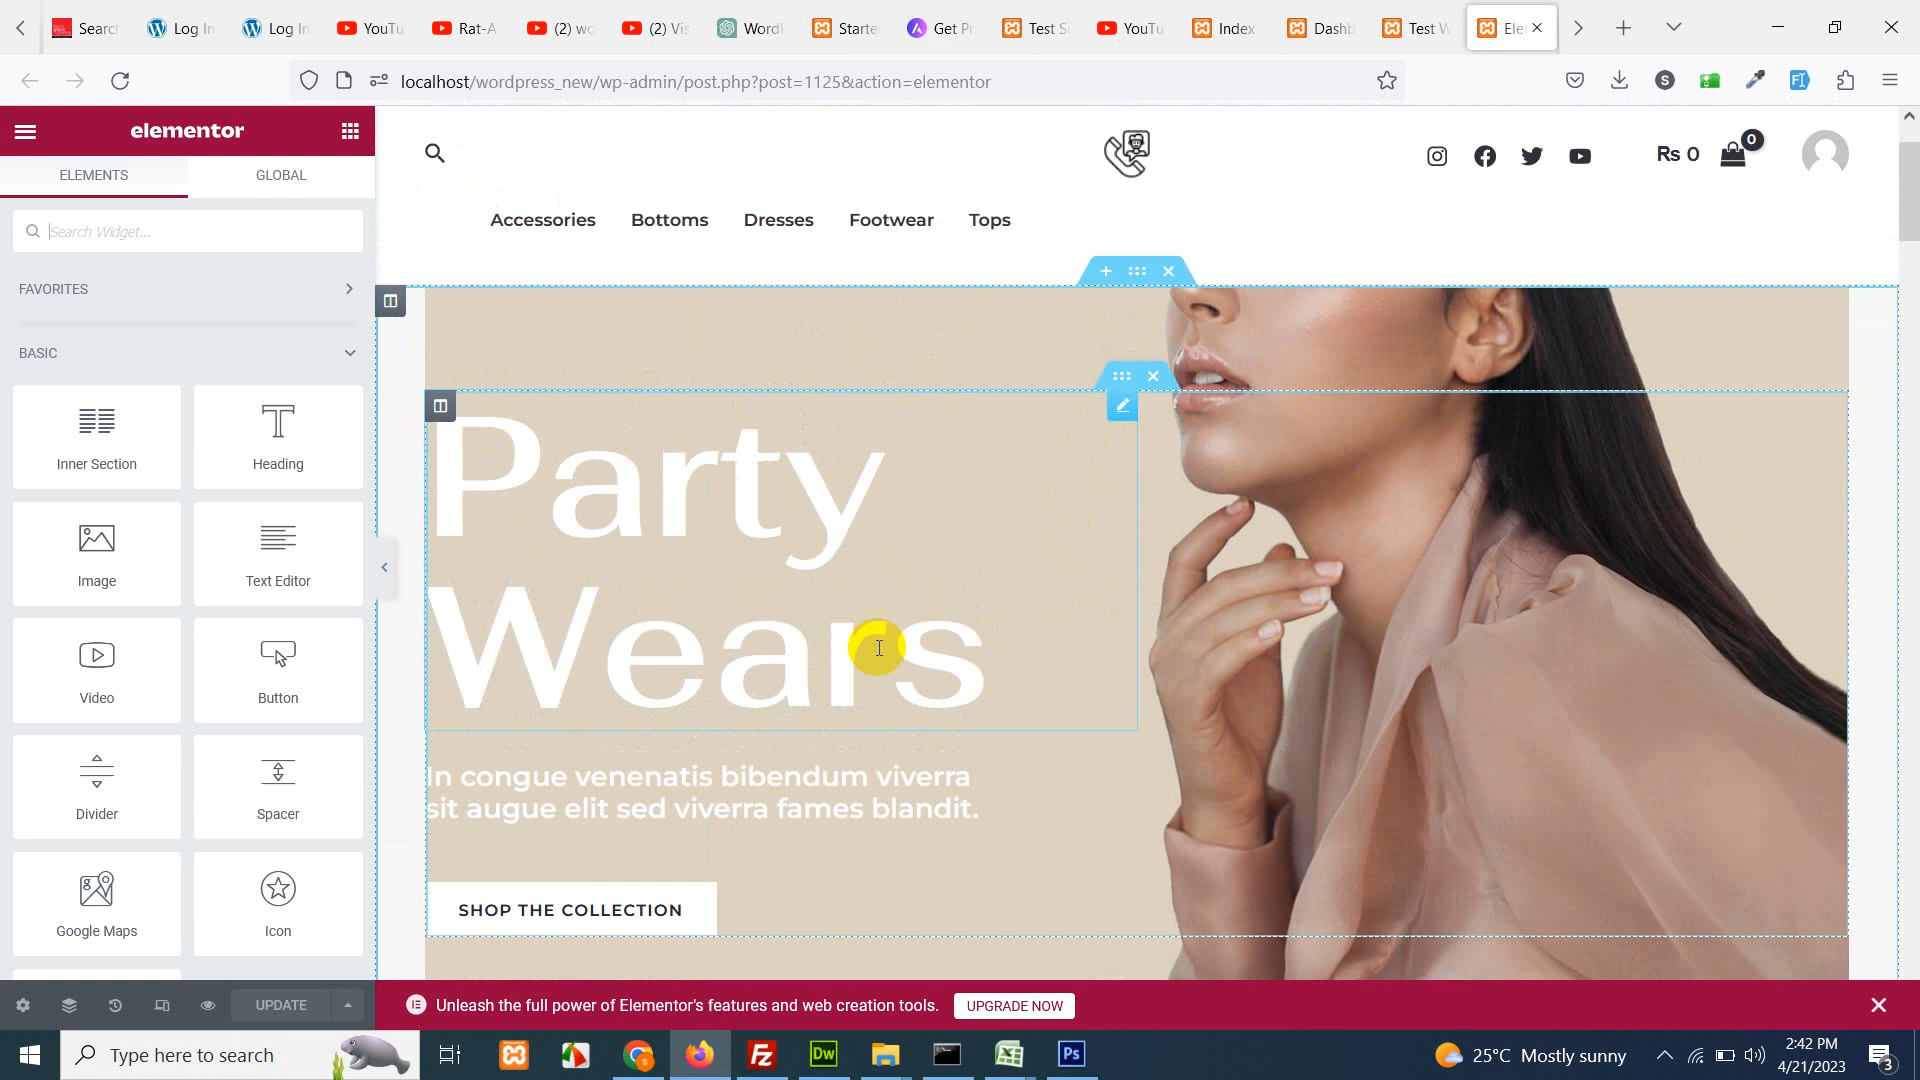 Search
Log In
Log In
YouTu
Rat-A
(2) wo
(2) Vis
WordP
Starte
Get Pr
Test Si
YouTu
Index
Dashb
Test W
Ele
localhost/wordpress_new/wp-admin/post.php?post=1125&action=elementor
elementor
ELEMENTS
GLOBAL
Search Widget...
FAVORITES
BASIC
Inner Section
Heading
Image
Text Editor
Video
Button
Divider
Spacer
Google Maps
Icon
UPDATE
Rs 0
0
Accessories Bottoms Dresses Footwear Tops
Party
Wears
In congue venenatis bibendum viverra
sit augue elit sed viverra fames blandit.
SHOP THE COLLECTION
Unleash the full power of Elementor's features and web creation tools.
UPGRADE NOW
Type here to search
25°C Mostly sunny
2:42 PM
4/21/2023
3